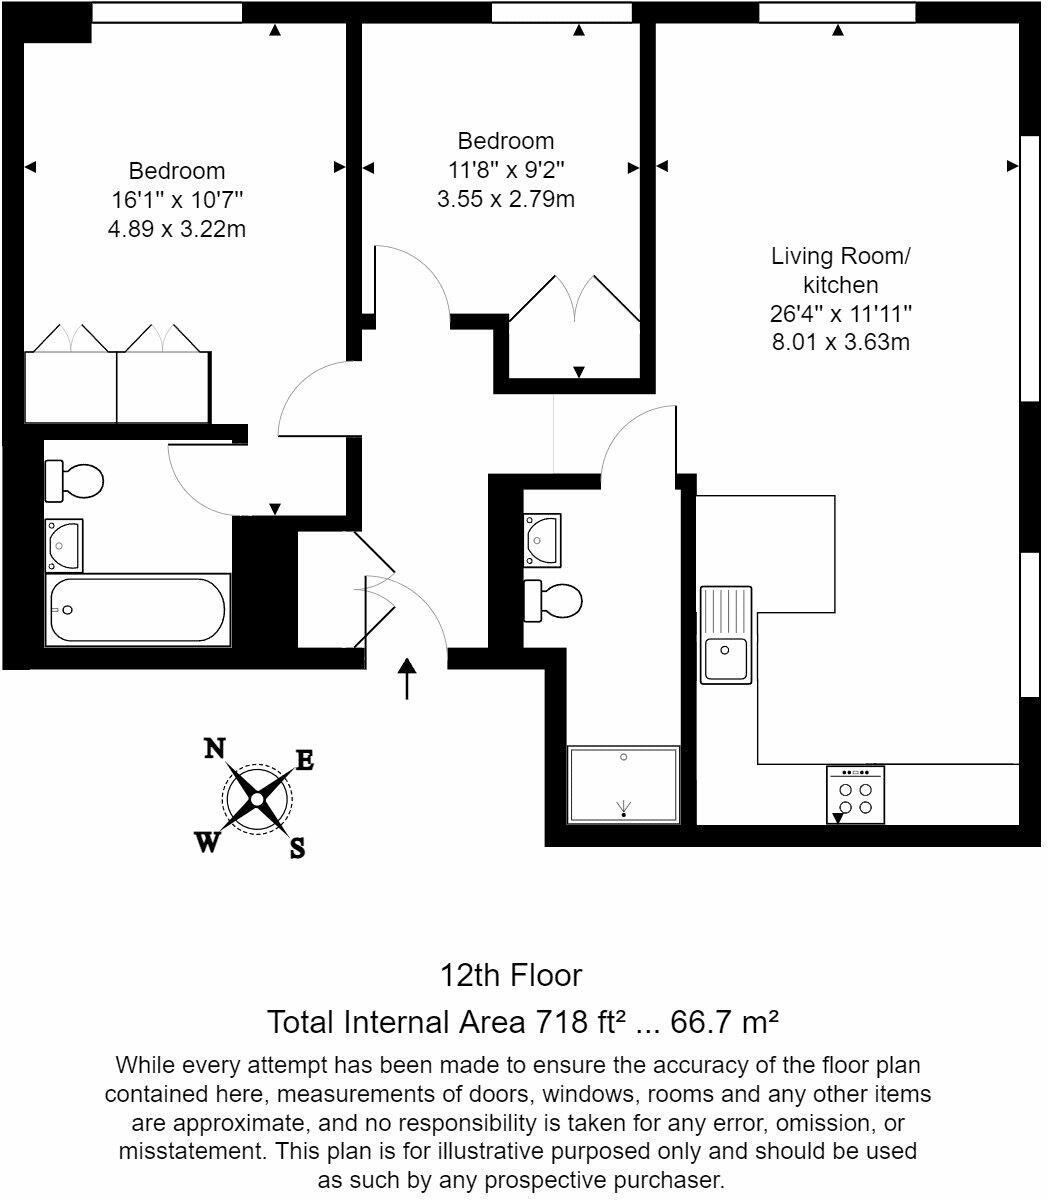 Bedroom
16'1" x 10'7"
4.89 x 3.22m
Bedroom
11'8" x 9'2"
3.55 x 2.79m
Living Room/
kitchen
26'4" x 11'11"
8.01 x 3.63m
N
E
W
S
12th Floor
Total Internal Area 718 ft² ... 66.7 m²
While every attempt has been made to ensure the accuracy of the floor plan
contained here, measurements of doors, windows, rooms and any other items
are approximate, and no responsibility is taken for any error, omission, or
misstatement. This plan is for illustrative purposed only and should be used
as such by any prospective purchaser.